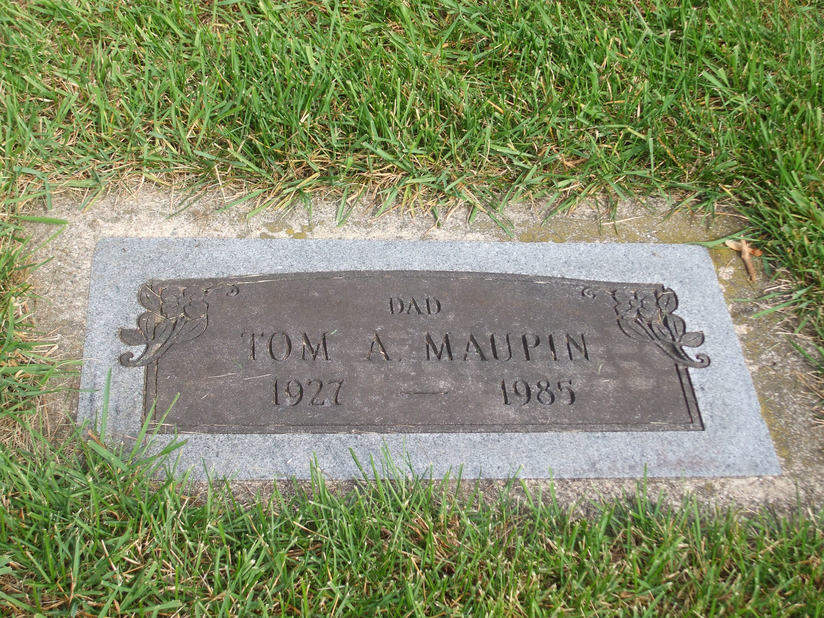 DAD
TOM A. MAUPIN
1927 — 1985